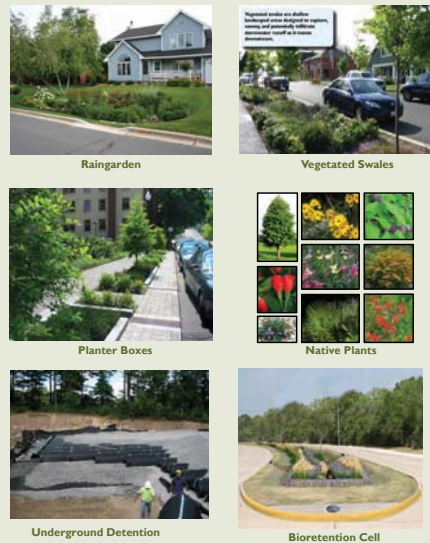 Vegetated swales are shallow
landscaped areas designed to capture,
convey, and potentially infiltrate
stormwater runoff as it moves
downstream.
Raingarden
Vegetated Swales
Planter Boxes
Native Plants
Underground Detention
Bioretention Cell